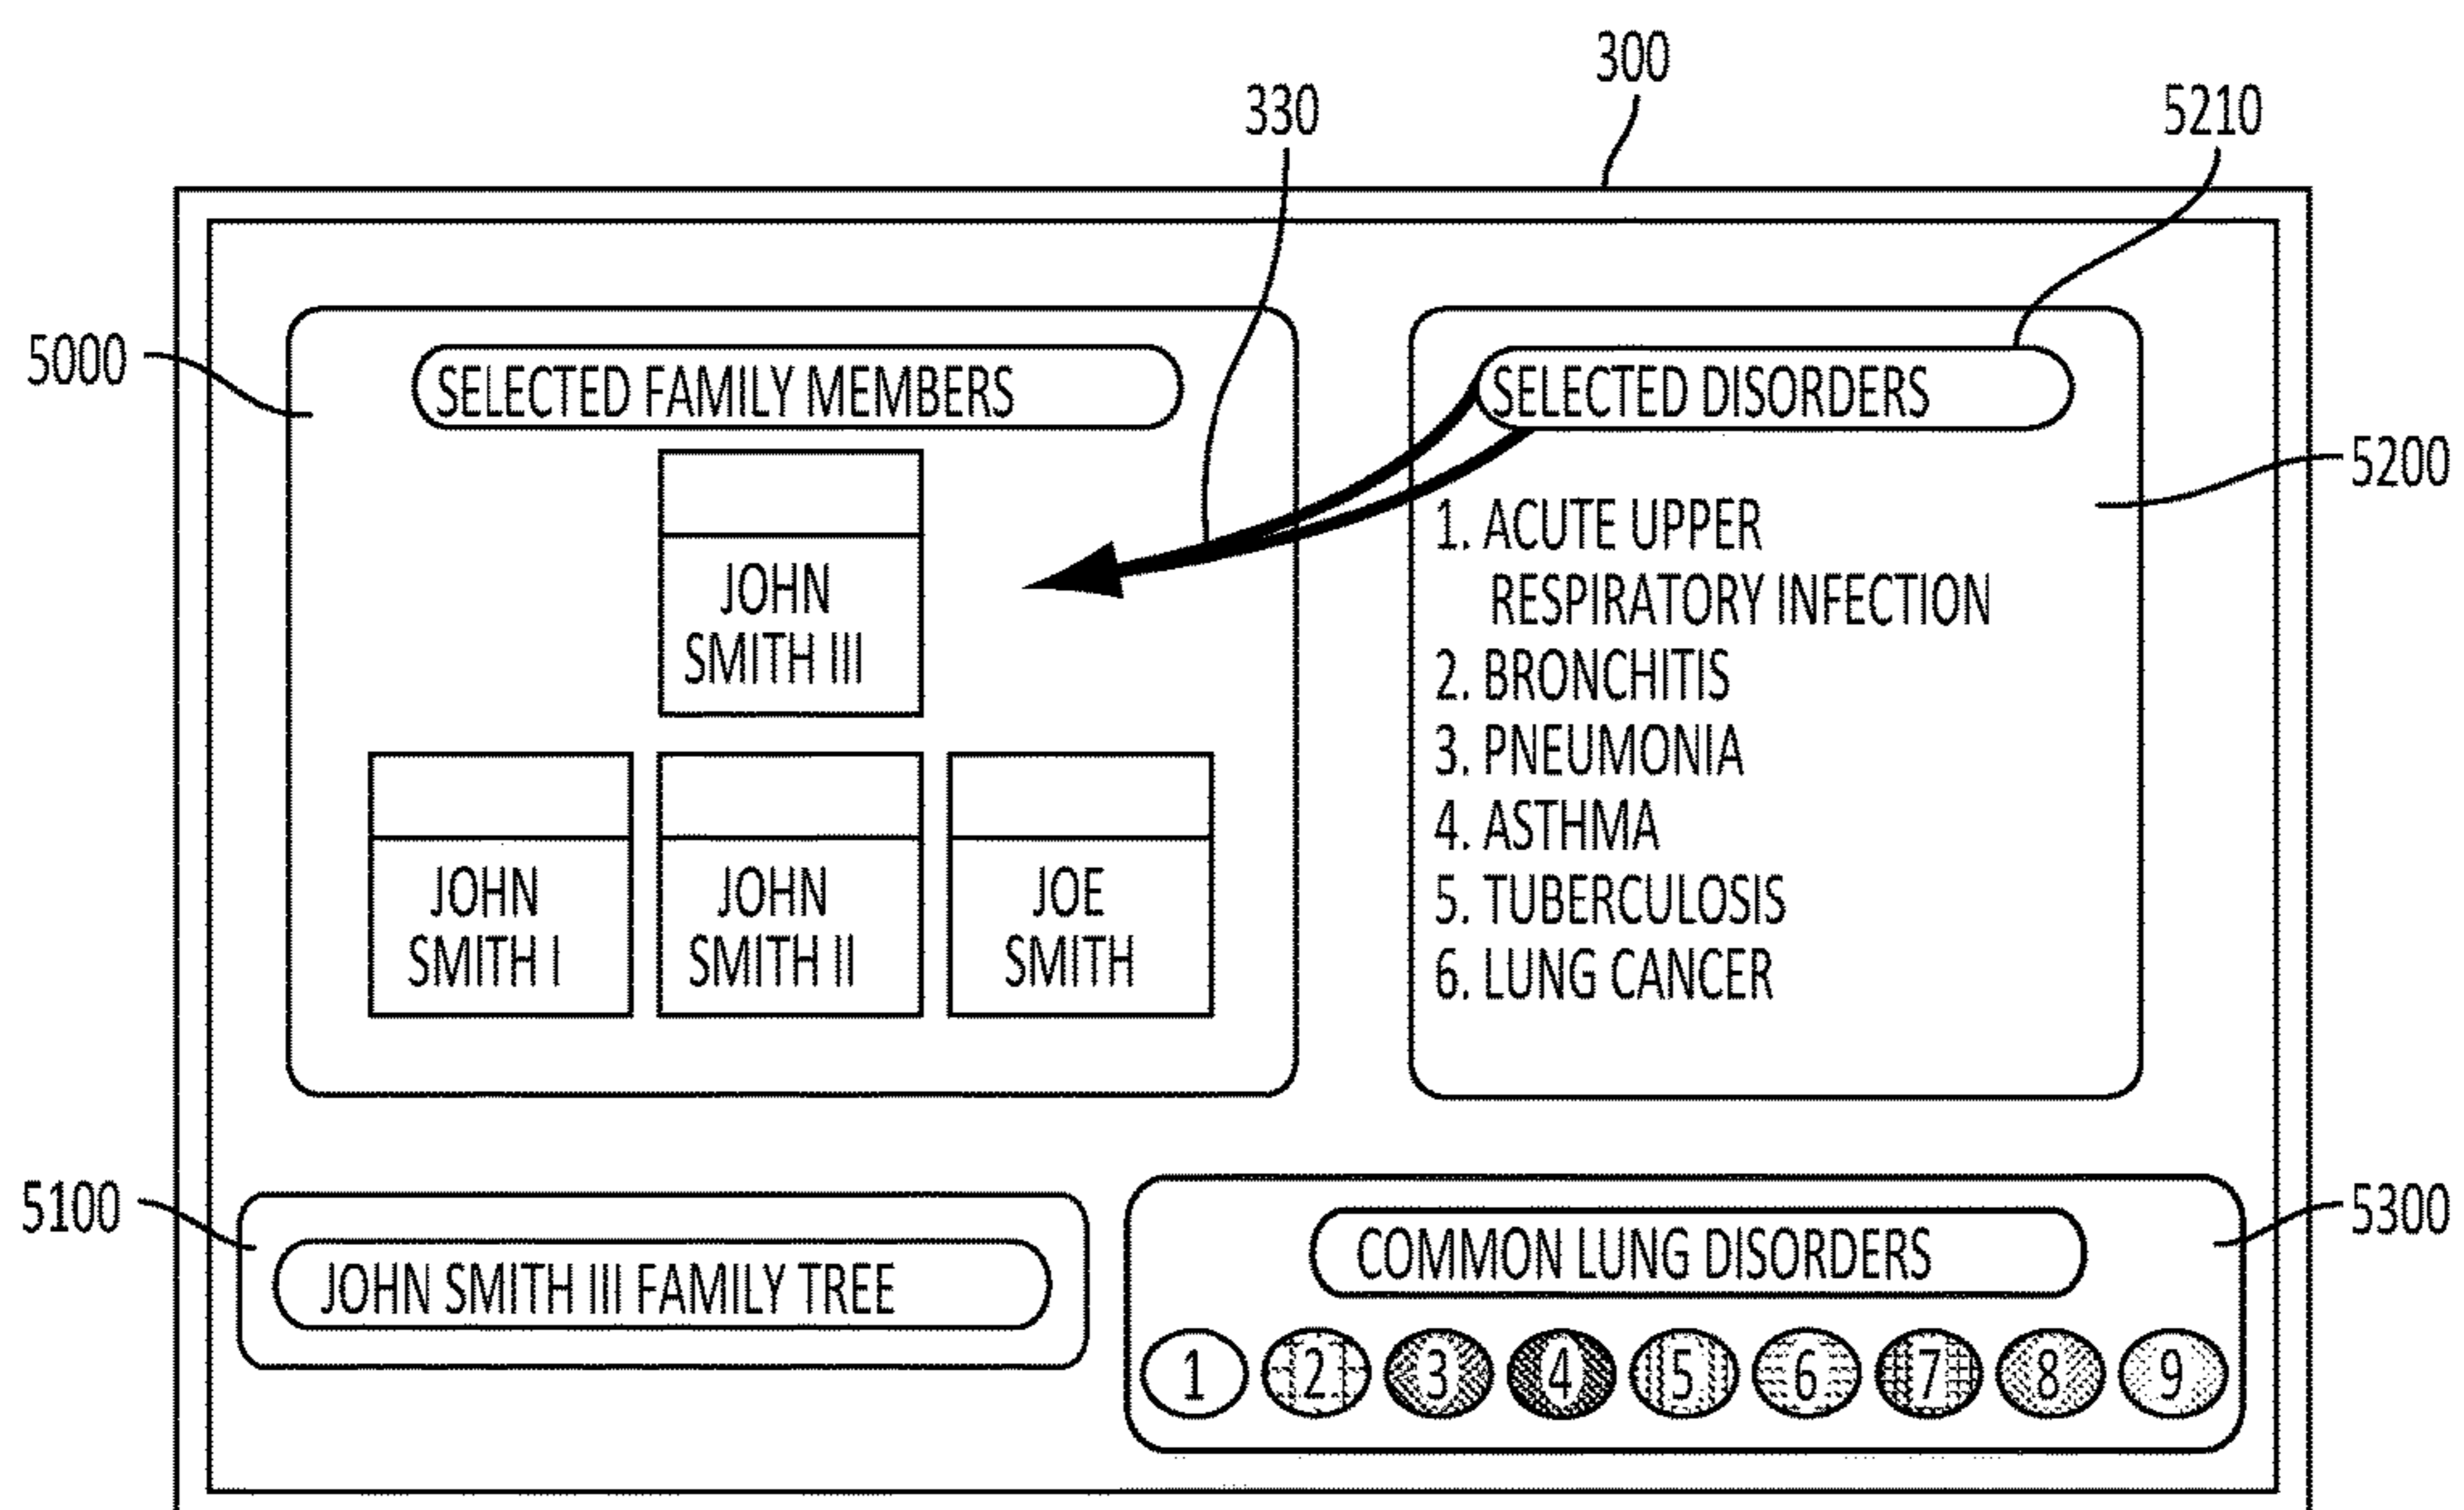 300
330
5210
5000
SELECTED FAMILY MEMBERS
JOHN
SMITH III
JOHN
SMITH I
JOHN
SMITH II
JOE
SMITH
SELECTED DISORDERS
5200
1. ACUTE UPPER
RESPIRATORY INFECTION
2. BRONCHITIS
3. PNEUMONIA
4. ASTHMA
5. TUBERCULOSIS
6. LUNG CANCER
5100
JOHN SMITH III FAMILY TREE
5300
COMMON LUNG DISORDERS
1 2 3 4 5 6 7 8 9